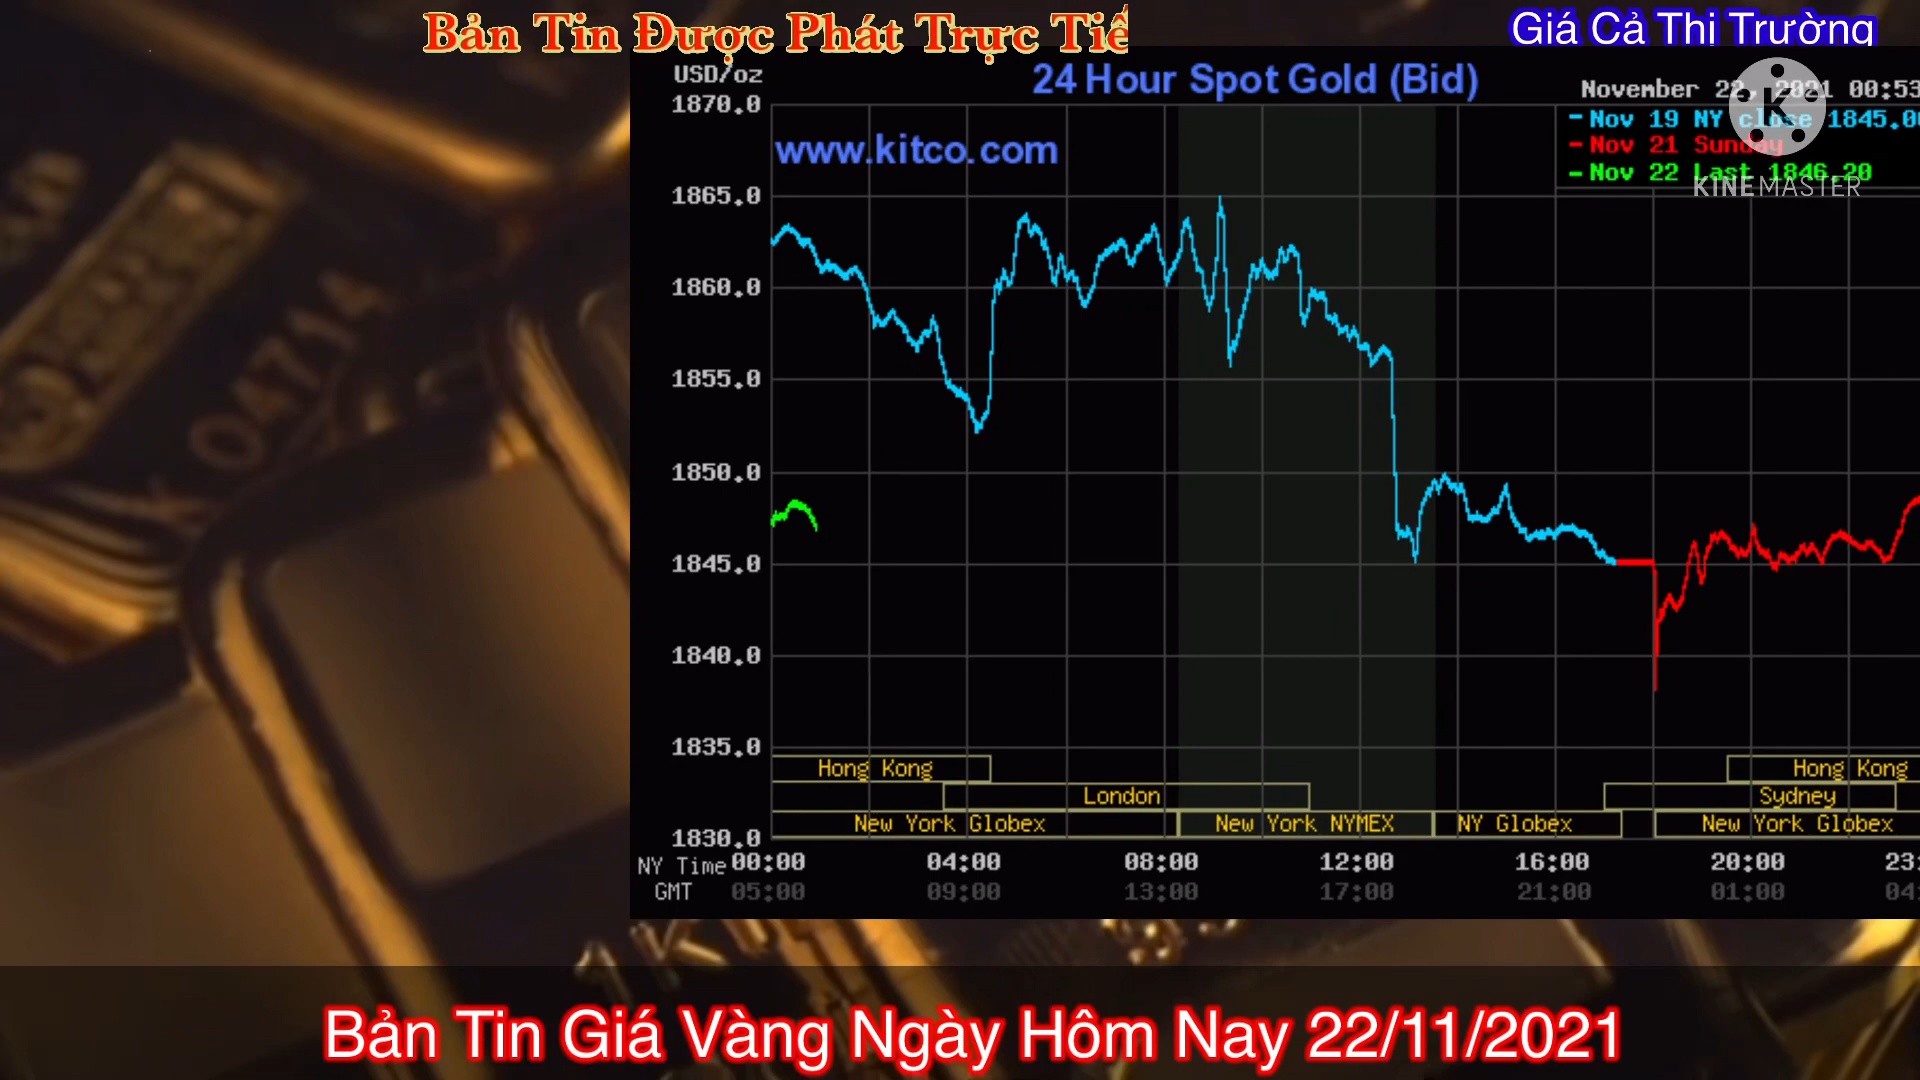 Bản Tin Được Phát Trực Tiế
Giá Cả Thị Trường
USD/oz
24 Hour Spot Gold (Bid)
November 22, 2021 00:53
www.kitco.com
Nov 19 NY close 1845.00
Nov 21 Sunday
Nov 22 Last 1846.20
KINEMASTER
1870.0
1865.0
1860.0
1855.0
1850.0
1845.0
1840.0
1835.0
1830.0
Hong Kong
Hong Kong
London
Sydney
New York Globex
New York NYMEX
NY Globex
New York Globex
NY Time 00:00 04:00 08:00 12:00 16:00 20:00 23:
GMT 05:00 09:00 13:00 17:00 21:00 01:00 04:
04714
Bản Tin Giá Vàng Ngày Hôm Nay 22/11/2021